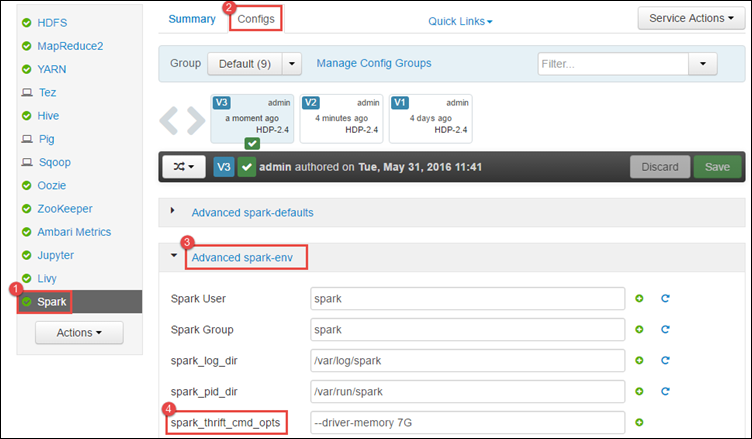 HDFS
MapReduce2
YARN
Tez
Hive
Pig
Sqoop
Oozie
ZooKeeper
Ambari Metrics
Jupyter
Livy
1
Spark
Actions
Summary
2
Configs
Quick Links
Service Actions
Group Default (9) Manage Config Groups Filter...
V3 admin
a moment ago
HDP-2.4
V2 admin
4 minutes ago
HDP-2.4
V1 admin
4 days ago
HDP-2.4
V3 admin authored on Tue, May 31, 2016 11:41 Discard Save
Advanced spark-defaults
3
Advanced spark-env
Spark User spark
Spark Group spark
spark_log_dir /var/log/spark
spark_pid_dir /var/run/spark
4
spark_thrift_cmd_opts --driver-memory 7G